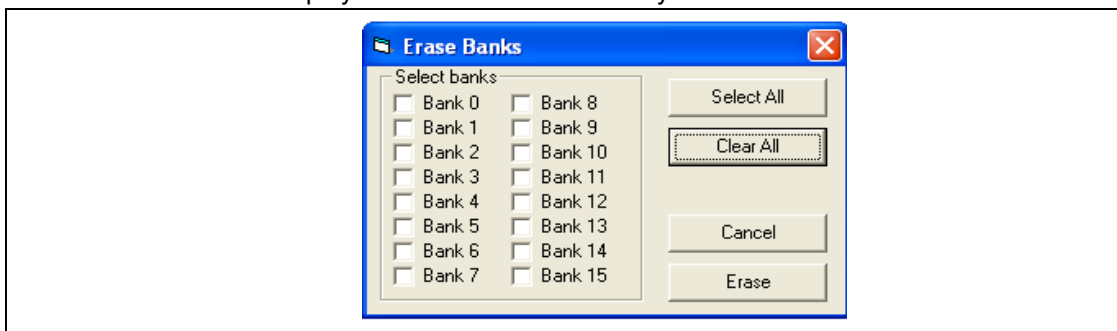 Erase Banks
Select banks
Bank 0
Bank 1
Bank 2
Bank 3
Bank 4
Bank 5
Bank 6
Bank 7
Bank 8
Bank 9
Bank 10
Bank 11
Bank 12
Bank 13
Bank 14
Bank 15
Select All
Clear All
Cancel
Erase